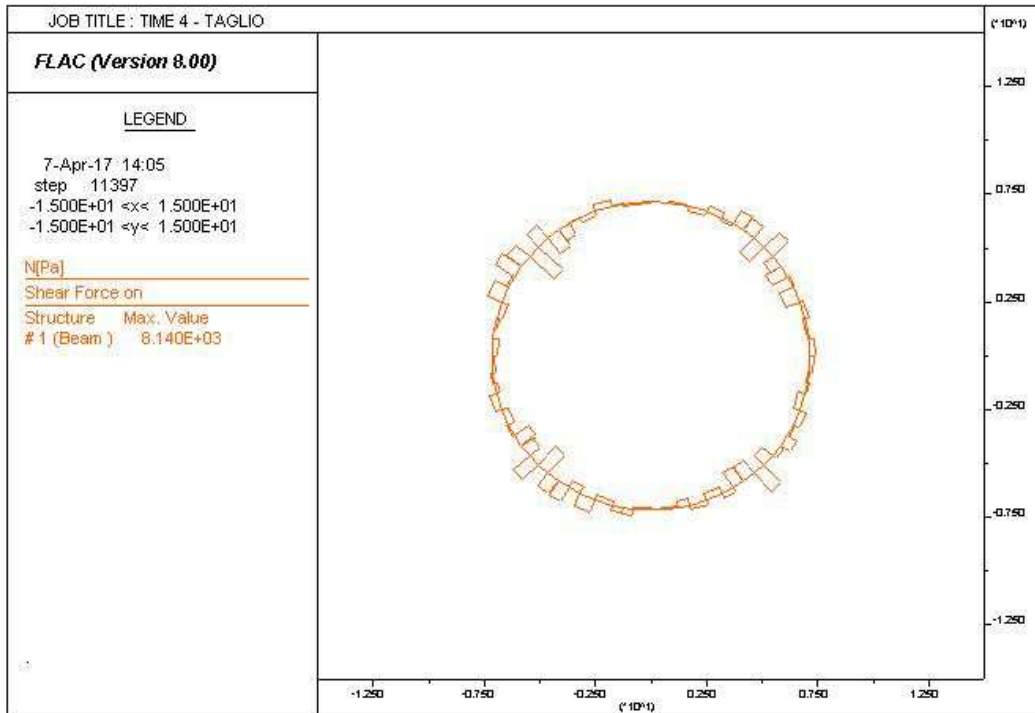 JOB TITLE : TIME 4 - TAGLIO
(*10^1)
FLAC (Version 8.00)
LEGEND
7-Apr-17 14:05
step 11397
-1.500E+01 <x< 1.500E+01
-1.500E+01 <y< 1.500E+01
N[Pa]
Shear Force on
Structure Max. Value
# 1 (Beam ) 8.140E+03
1.250
0.750
0.250
-0.250
-0.750
-1.250
-1.250 -0.750 -0.250 0.250 0.750 1.250
(*10^1)